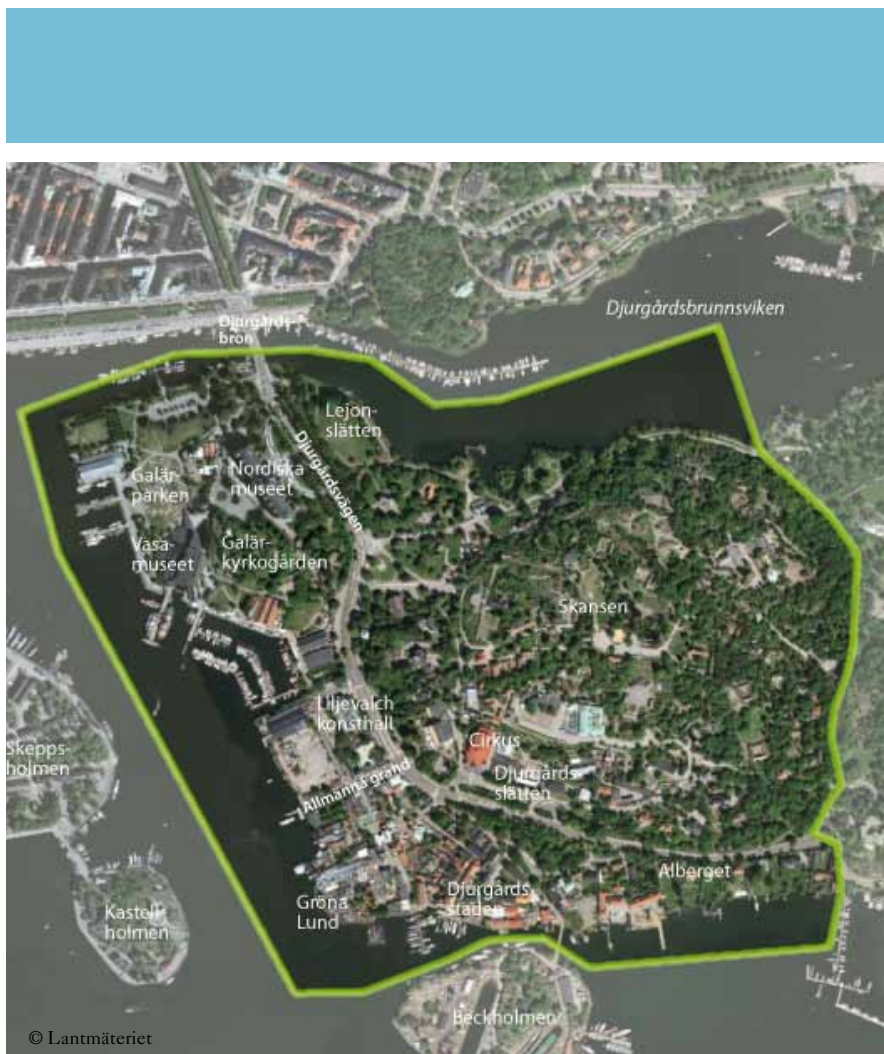 Djurgårdsbrunnsviken
Djurgårds-
bron
Lejon-
slätten
Djurgårdsvägen
Nordiska
museet
Galär-
parken
Vasa-
museet
Galär-
kyrkogården
Skansen
Liljevalch
konsthall
Skepps-
holmen
Cirkus
Djurgårds
slätten
Allmänna gränd
Alberget
Djurgårds
staden
Gröna
Lund
Kastell-
holmen
Beckholmen
© Lantmäteriet